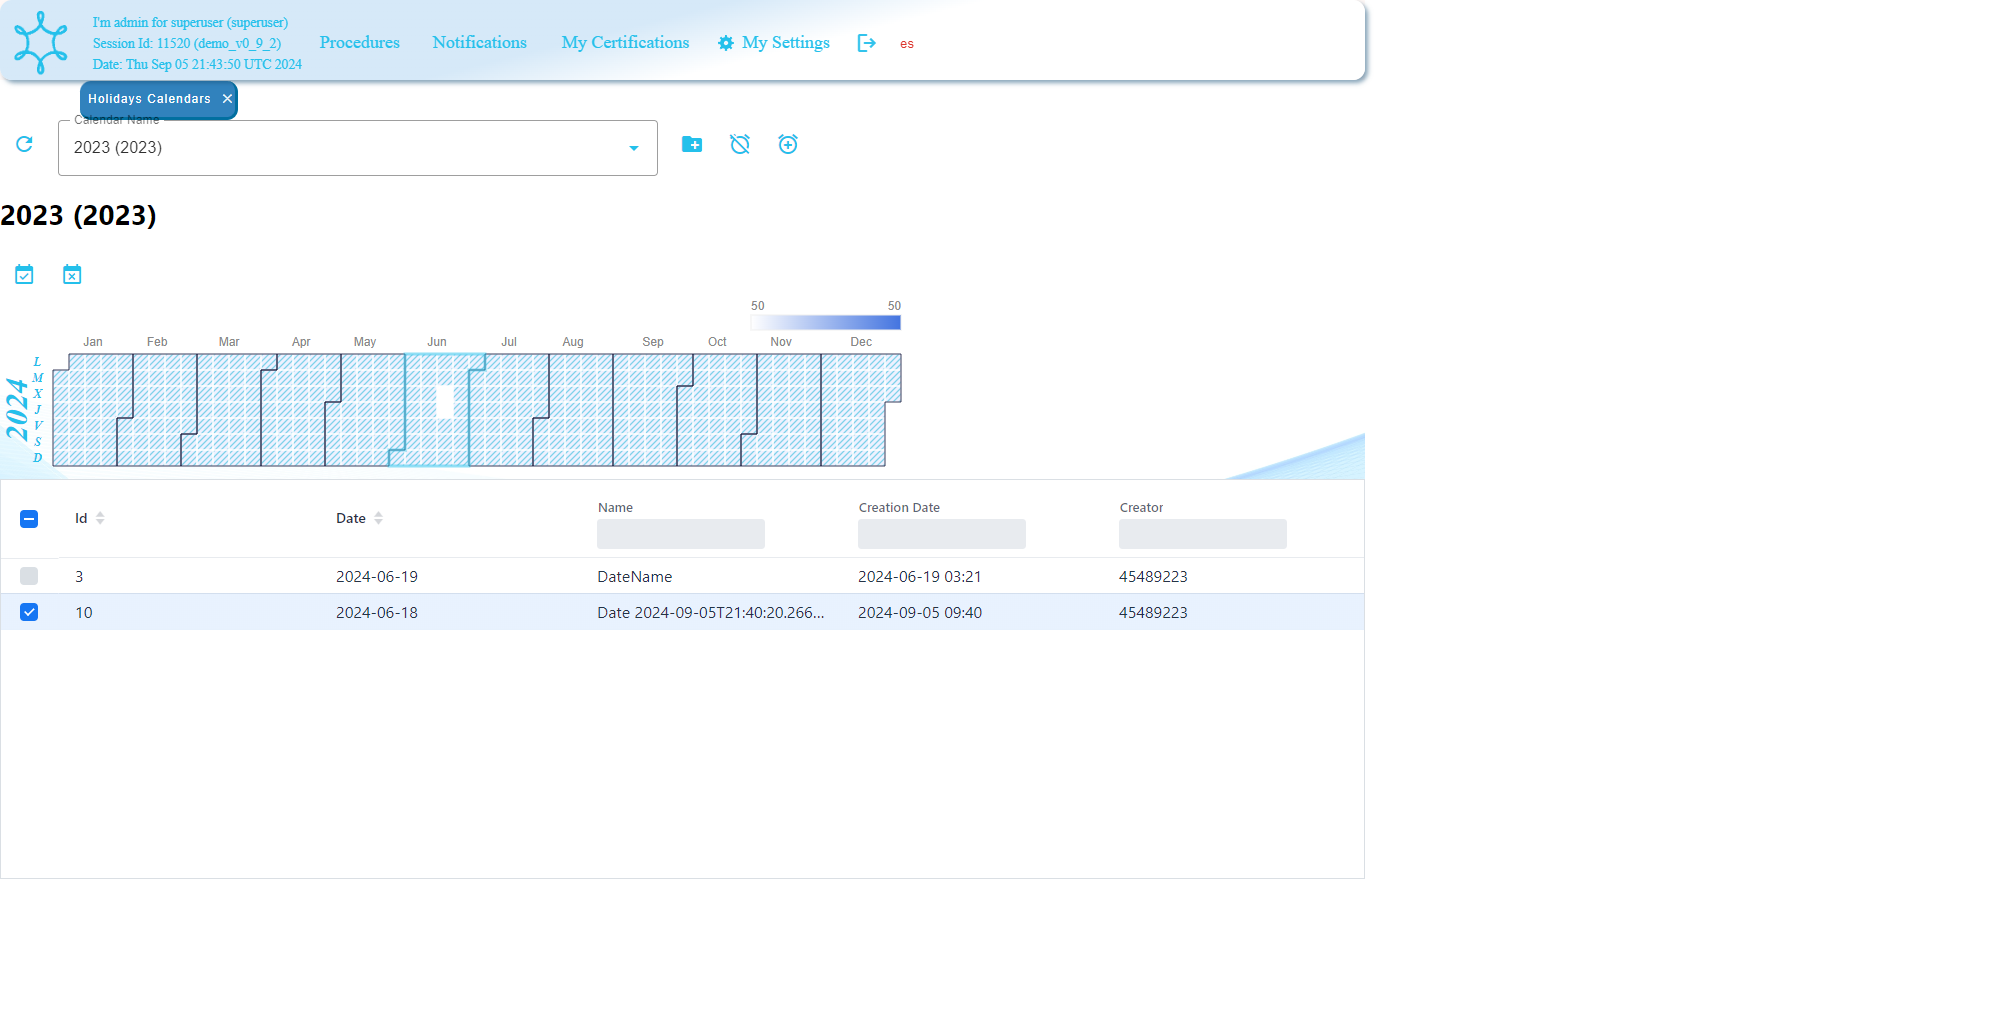 I'm admin for superuser (superuser)
Session Id: 11520 (demo_v0_9_2)
Date: Thu Sep 05 21:43:50 UTC 2024
Procedures Notifications My Certifications My Settings es
Holidays Calendars
Calendar Name
2023 (2023)
2023 (2023)
50 50
Jan Feb Mar Apr May Jun Jul Aug Sep Oct Nov Dec
2024
L
M
X
J
V
S
D
Id Date Name Creation Date Creator
3 2024-06-19 DateName 2024-06-19 03:21 45489223
10 2024-06-18 Date 2024-09-05T21:40:20.266... 2024-09-05 09:40 45489223